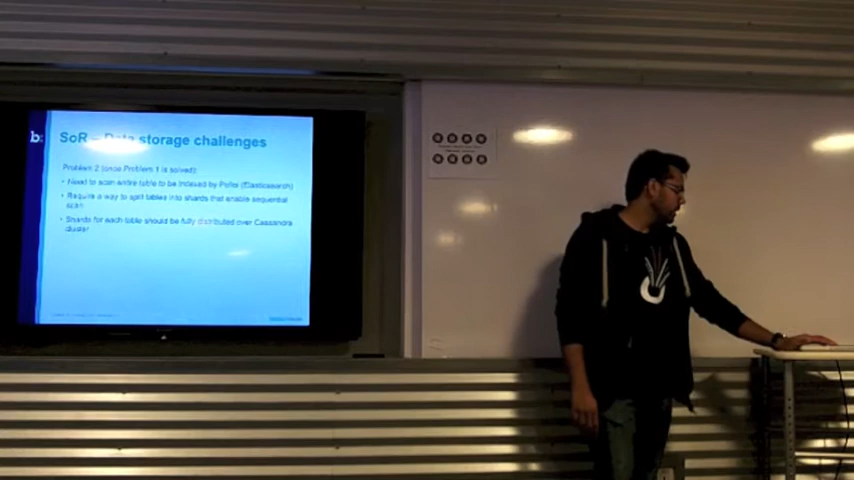 b:
SoR – Data storage challenges
Problem 2 (once Problem 1 is solved):
• Need to scan entire table to be indexed by Polloi (Elasticsearch)
• Require a way to split tables into shards that enable sequential
scan
• Shards for each table should be fully distributed over Cassandra
cluster